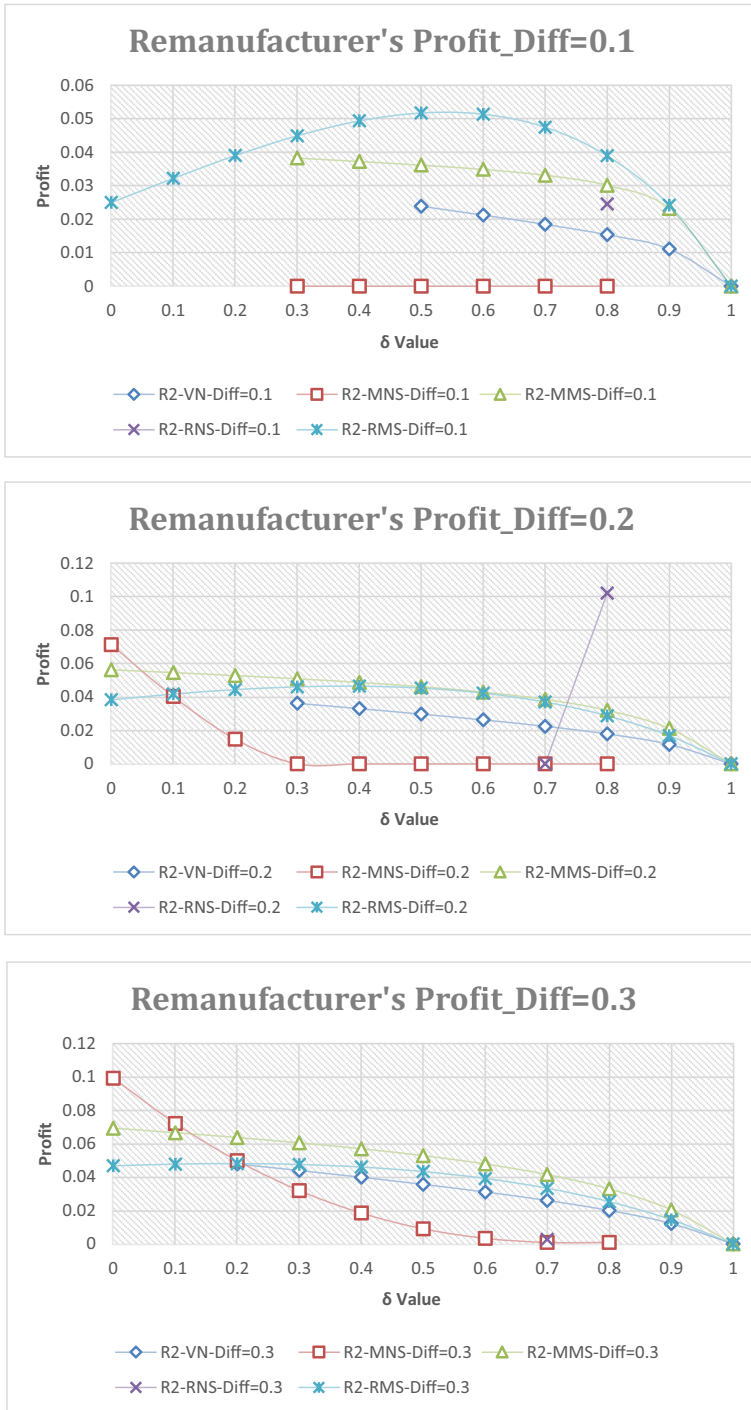 Remanufacturer's Profit_Diff=0.1
0.06
0.05
0.04
0.03
0.02
0.01
0
Profit
0 0.1 0.2 0.3 0.4 0.5 0.6 0.7 0.8 0.9 1
δ Value
R2-VN-Diff=0.1 R2-MNS-Diff=0.1 R2-MMS-Diff=0.1
R2-RNS-Diff=0.1 R2-RMS-Diff=0.1
Remanufacturer's Profit_Diff=0.2
0.12
0.1
0.08
0.06
0.04
0.02
0
Profit
0 0.1 0.2 0.3 0.4 0.5 0.6 0.7 0.8 0.9 1
δ Value
R2-VN-Diff=0.2 R2-MNS-Diff=0.2 R2-MMS-Diff=0.2
R2-RNS-Diff=0.2 R2-RMS-Diff=0.2
Remanufacturer's Profit_Diff=0.3
0.12
0.1
0.08
0.06
0.04
0.02
0
Profit
0 0.1 0.2 0.3 0.4 0.5 0.6 0.7 0.8 0.9 1
δ Value
R2-VN-Diff=0.3 R2-MNS-Diff=0.3 R2-MMS-Diff=0.3
R2-RNS-Diff=0.3 R2-RMS-Diff=0.3